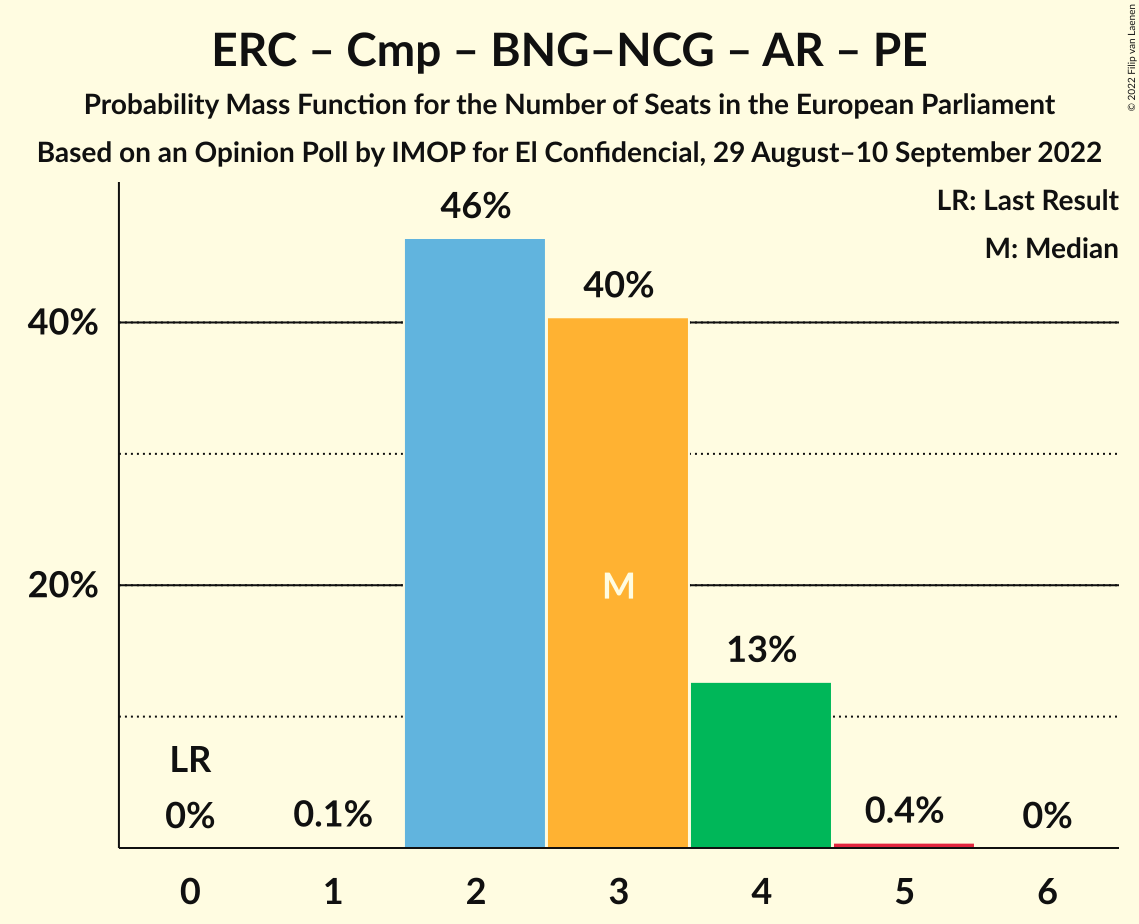 ERC – Cmp – BNG–NCG – AR – PE
Probability Mass Function for the Number of Seats in the European Parliament
Based on an Opinion Poll by IMOP for El Confidencial, 29 August–10 September 2022
© 2022 Filip van Laenen
LR: Last Result
M: Median
46%
40%
40%
20%
M
13%
LR
0%
0.1%
0.4%
0%
0 1 2 3 4 5 6